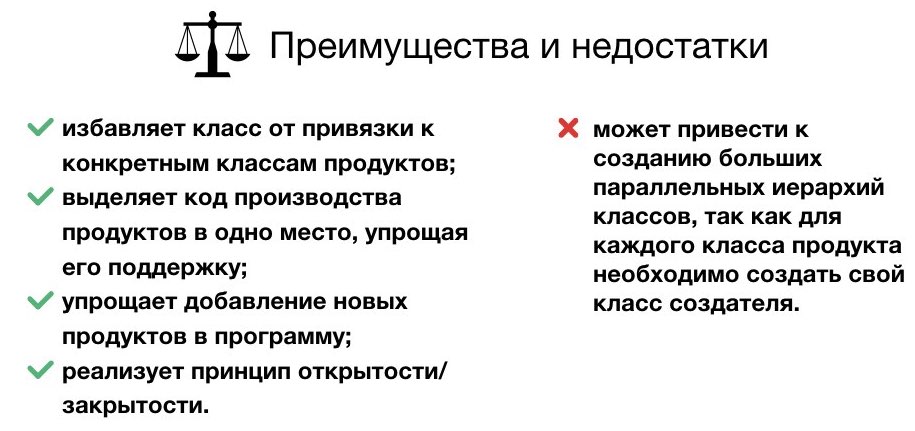 Преимущества и недостатки
избавляет класс от привязки к
конкретным классам продуктов;
выделяет код производства
продуктов в одно место, упрощая
его поддержку;
упрощает добавление новых
продуктов в программу;
реализует принцип открытости/
закрытости.
может привести к
созданию больших
параллельных иерархий
классов, так как для
каждого класса продукта
необходимо создать свой
класс создателя.